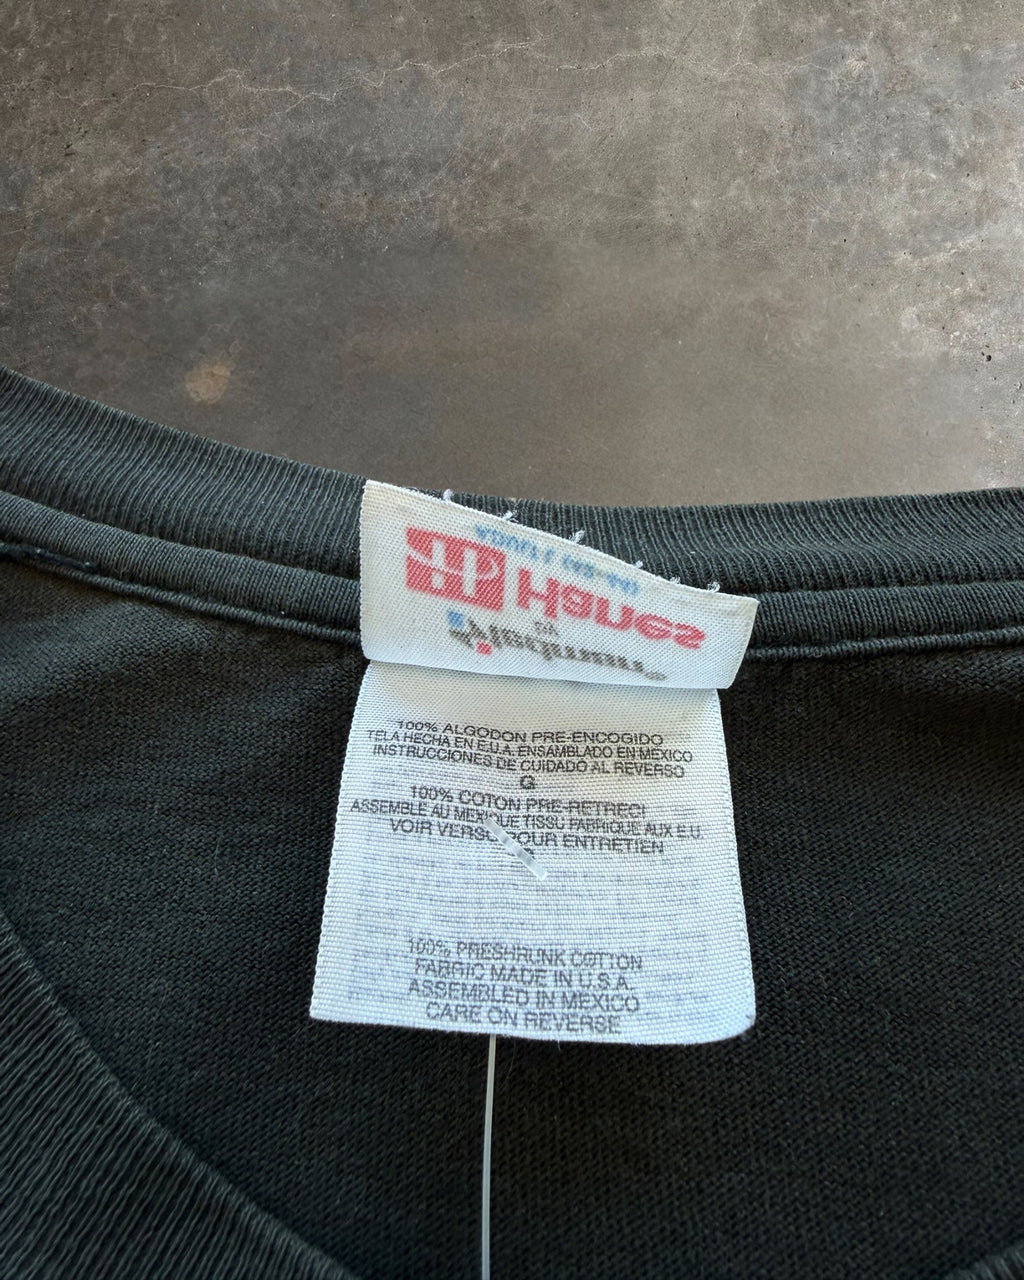 Hanes
100% ALGODON PRE-ENCOGIDO
TELA HECHA EN E.U.A. ENSAMBLADO EN MEXICO
INSTRUCCIONES DE CUIDADO AL REVERSO
G
100% COTON PRE-RETRECI
ASSEMBLE AU MEXIQUE TISSU FABRIQUE AUX E.U.
VOIR VERSO POUR ENTRETIEN
100% PRESHRUNK COTTON
FABRIC MADE IN U.S.A.
ASSEMBLED IN MEXICO
CARE ON REVERSE